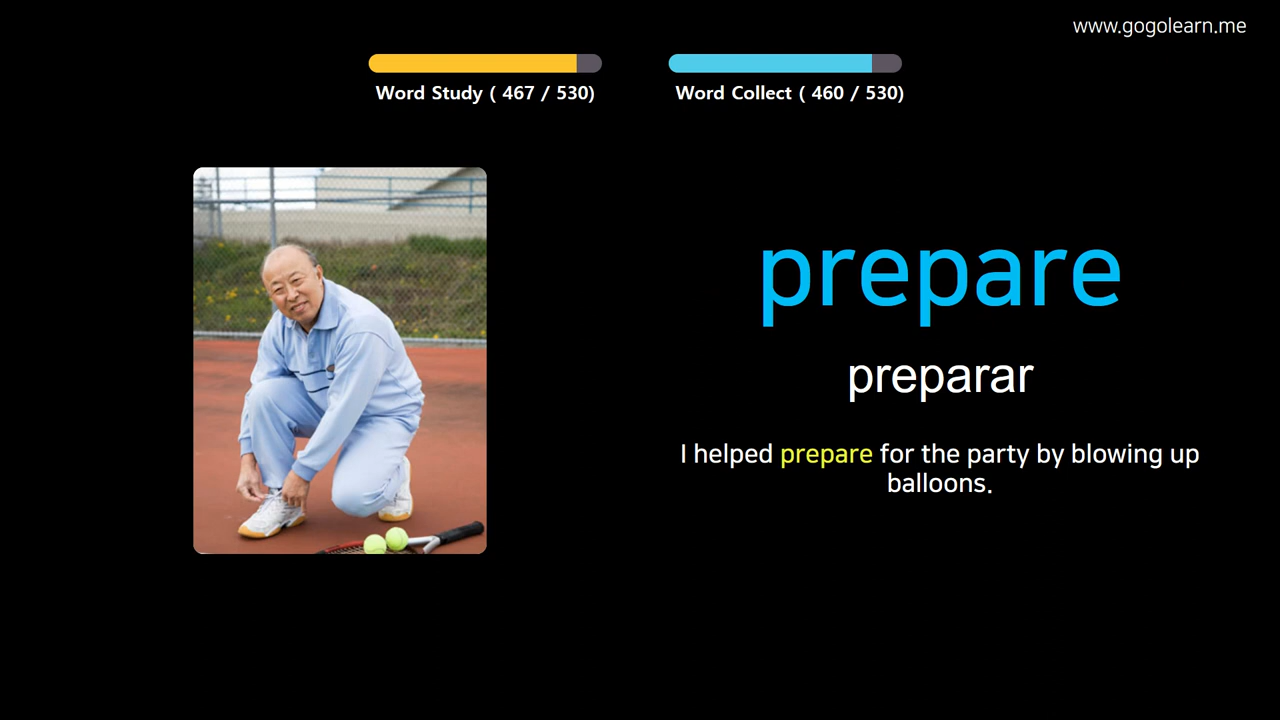 www.gogolearn.me
Word Study ( 467 / 530)
Word Collect ( 460 / 530)
prepare
preparar
I helped prepare for the party by blowing up
balloons.